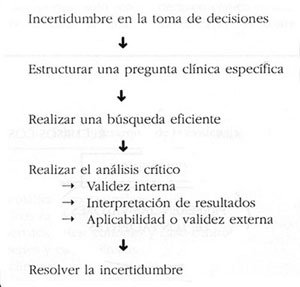 Incertidumbre en la toma de decisiones
↓
Estructurar una pregunta clínica específica
↓
Realizar una búsqueda eficiente
↓
Realizar el análisis crítico
→ Validez interna
→ Interpretación de resultados
→ Aplicabilidad o validez externa
↓
Resolver la incertidumbre